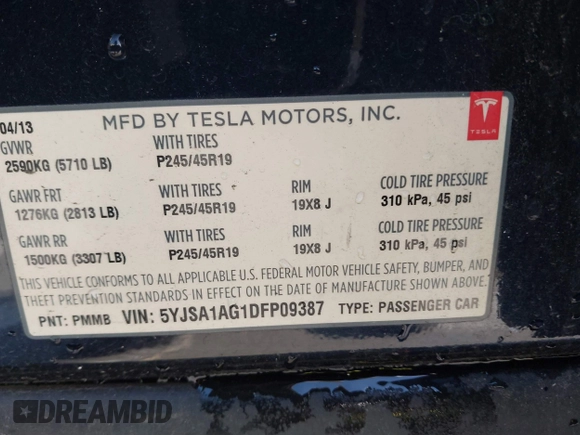 04/13 MFD BY TESLA MOTORS, INC.
TESLA
GVWR WITH TIRES
2590KG (5710 LB) P245/45R19
GAWR FRT WITH TIRES RIM COLD TIRE PRESSURE
1276KG (2813 LB) P245/45R19 19X8 J 310 kPa, 45 psi
GAWR RR WITH TIRES RIM COLD TIRE PRESSURE
1500KG (3307 LB) P245/45R19 19X8 J 310 kPa, 45 psi
THIS VEHICLE CONFORMS TO ALL APPLICABLE U.S. FEDERAL MOTOR VEHICLE SAFETY, BUMPER, AND
THEFT PREVENTION STANDARDS IN EFFECT ON THE DATE OF MANUFACTURE SHOWN ABOVE.
PNT: PMMB VIN: 5YJSA1AG1DFP09387 TYPE: PASSENGER CAR
DREAMBID